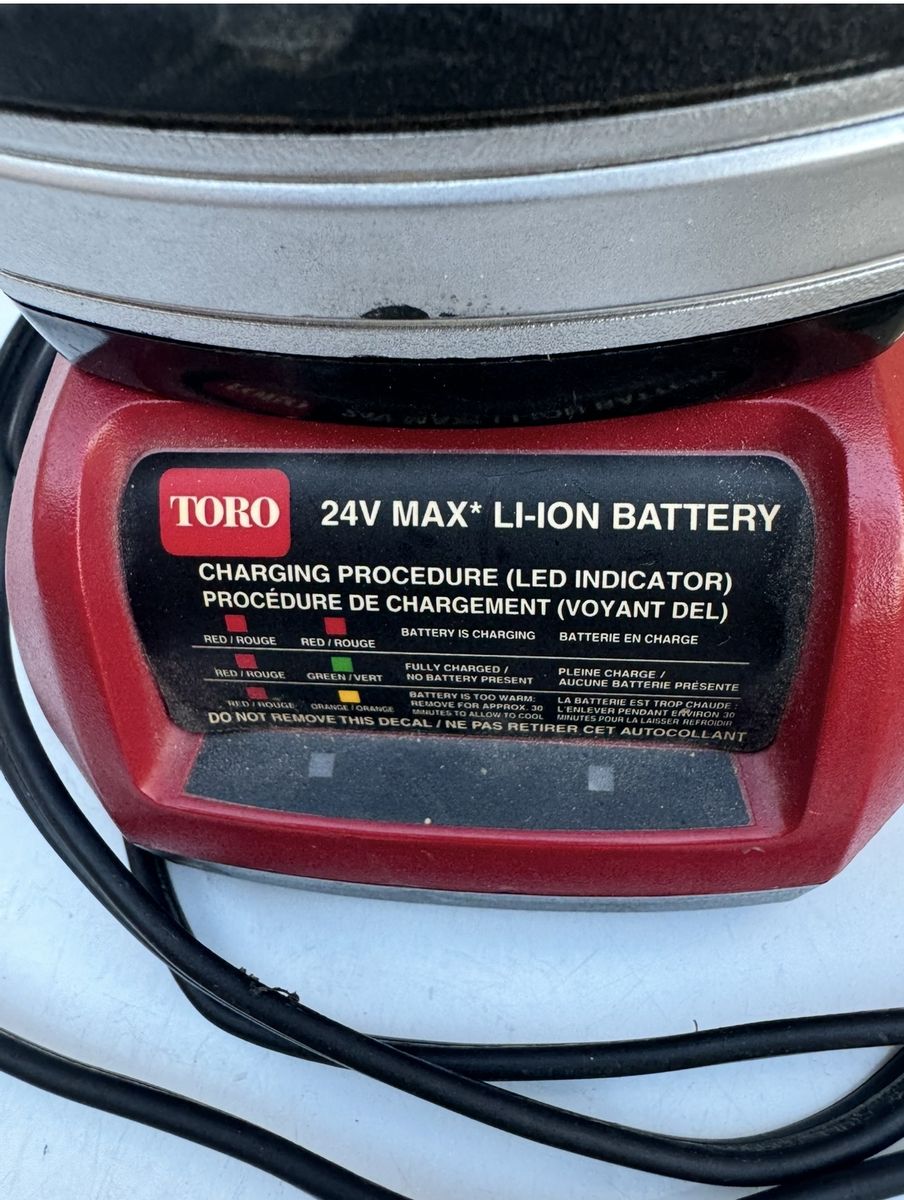 TORO
24V MAX* LI-ION BATTERY
CHARGING PROCEDURE (LED INDICATOR)
PROCÉDURE DE CHARGEMENT (VOYANT DEL)
RED / ROUGE RED / ROUGE BATTERY IS CHARGING BATTERIE EN CHARGE
RED / ROUGE GREEN / VERT FULLY CHARGED / PLEINE CHARGE /
NO BATTERY PRESENT AUCUNE BATTERIE PRÉSENTE
RED / ROUGE ORANGE / ORANGE BATTERY IS TOO WARM: LA BATTERIE EST TROP CHAUDE -
REMOVE FOR APPROX. 30 L'ENLEVER PENDANT ENVIRON 30
MINUTES TO ALLOW TO COOL MINUTES POUR LA LAISSER REFROIDIR
DO NOT REMOVE THIS DECAL / NE PAS RETIRER CET AUTOCOLLANT